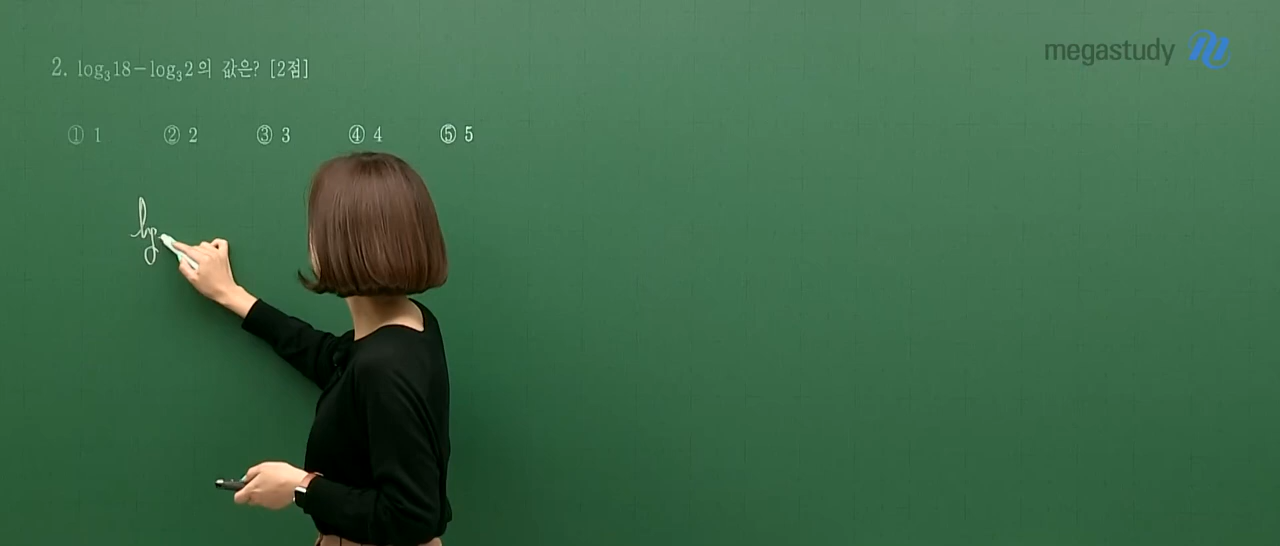 megastudy
2. log₃18－log₃2의 값은? [2점]
① 1 ② 2 ③ 3 ④ 4 ⑤ 5
log